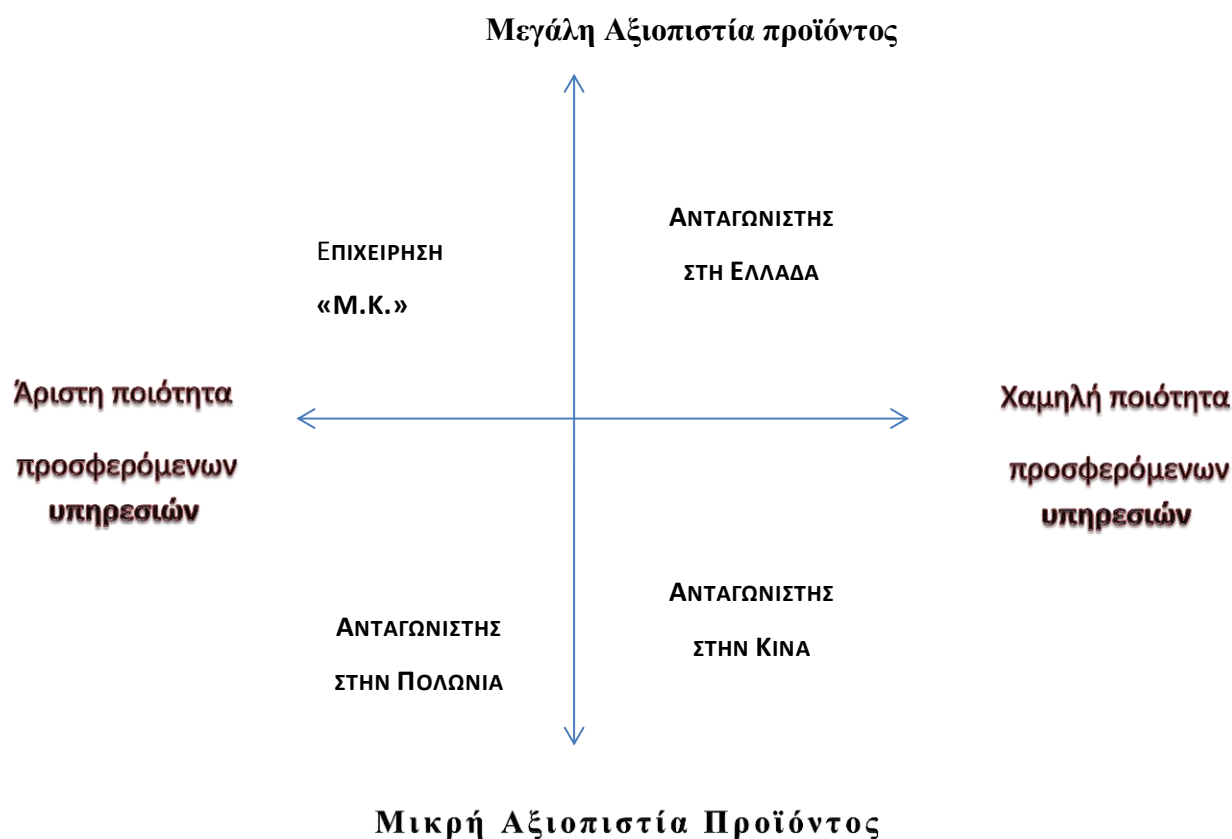 Μεγάλη Αξιοπιστία προϊόντος
ΑΝΤΑΓΩΝΙΣΤΗΣ
ΣΤΗ ΕΛΛΑΔΑ
ΕΠΙΧΕΙΡΗΣΗ
«Μ.Κ.»
Άριστη ποιότητα
προσφερόμενων
υπηρεσιών
Χαμηλή ποιότητα
προσφερόμενων
υπηρεσιών
ΑΝΤΑΓΩΝΙΣΤΗΣ
ΣΤΗΝ ΠΟΛΩΝΙΑ
ΑΝΤΑΓΩΝΙΣΤΗΣ
ΣΤΗΝ ΚΙΝΑ
Μικρή Αξιοπιστία Προϊόντος